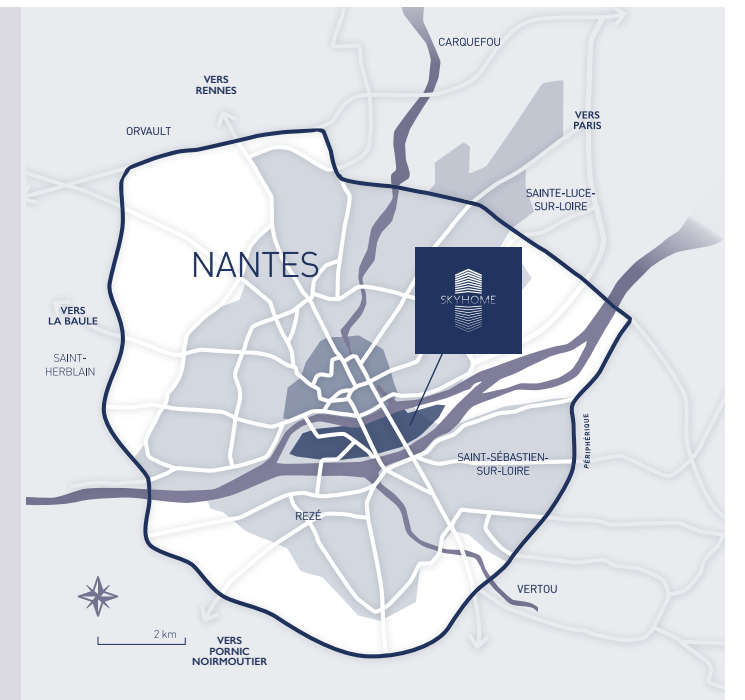 CARQUEFOU
VERS
RENNES
VERS
PARIS
ORVAULT
SAINTE-LUCE-
SUR-LOIRE
NANTES
SKYHOME
VERS
LA BAULE
SAINT-
HERBLAIN
PÉRIPHÉRIQUE
SAINT-SÉBASTIEN-
SUR-LOIRE
REZÉ
VERTOU
2 km
VERS
PORNIC
NOIRMOUTIER